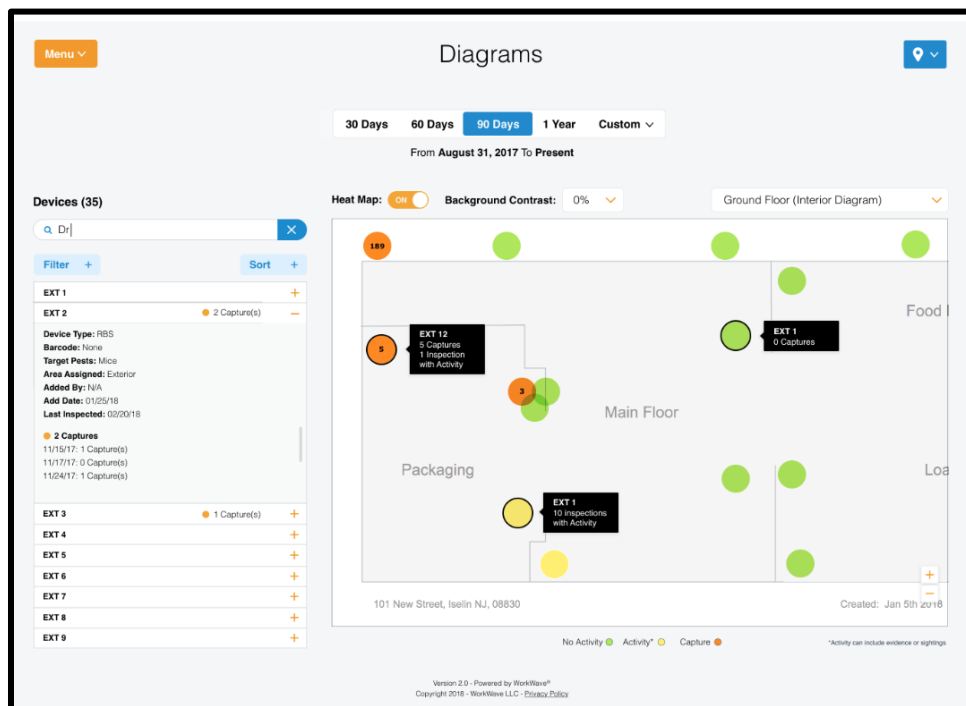 Menu
Diagrams
30 Days 60 Days 90 Days 1 Year Custom
From August 31, 2017 To Present
Devices (35)
Heat Map: ON Background Contrast: 0% Ground Floor (Interior Diagram)
Dr
Filter + Sort +
EXT 1 +
EXT 2 2 Capture(s) −
Device Type: RBS
Barcode: None
Target Pests: Mice
Area Assigned: Exterior
Added By: N/A
Add Date: 01/25/18
Last Inspected: 02/20/18
2 Captures
11/15/17: 1 Capture(s)
11/17/17: 0 Capture(s)
11/24/17: 1 Capture(s)
EXT 3 1 Capture(s) +
EXT 4 +
EXT 5 +
EXT 6 +
EXT 7 +
EXT 8 +
EXT 9 +
189
Food
5
EXT 12
5 Captures
1 Inspection
with Activity
EXT 1
0 Captures
3
Main Floor
Packaging
Loa
EXT 1
10 inspections
with Activity
+
−
101 New Street, Iselin NJ, 08830
Created: Jan 5th 2018
No Activity Activity* Capture
*Activity can include evidence or sightings
Version 2.0 - Powered by WorkWave®
Copyright 2018 - WorkWave LLC - Privacy Policy